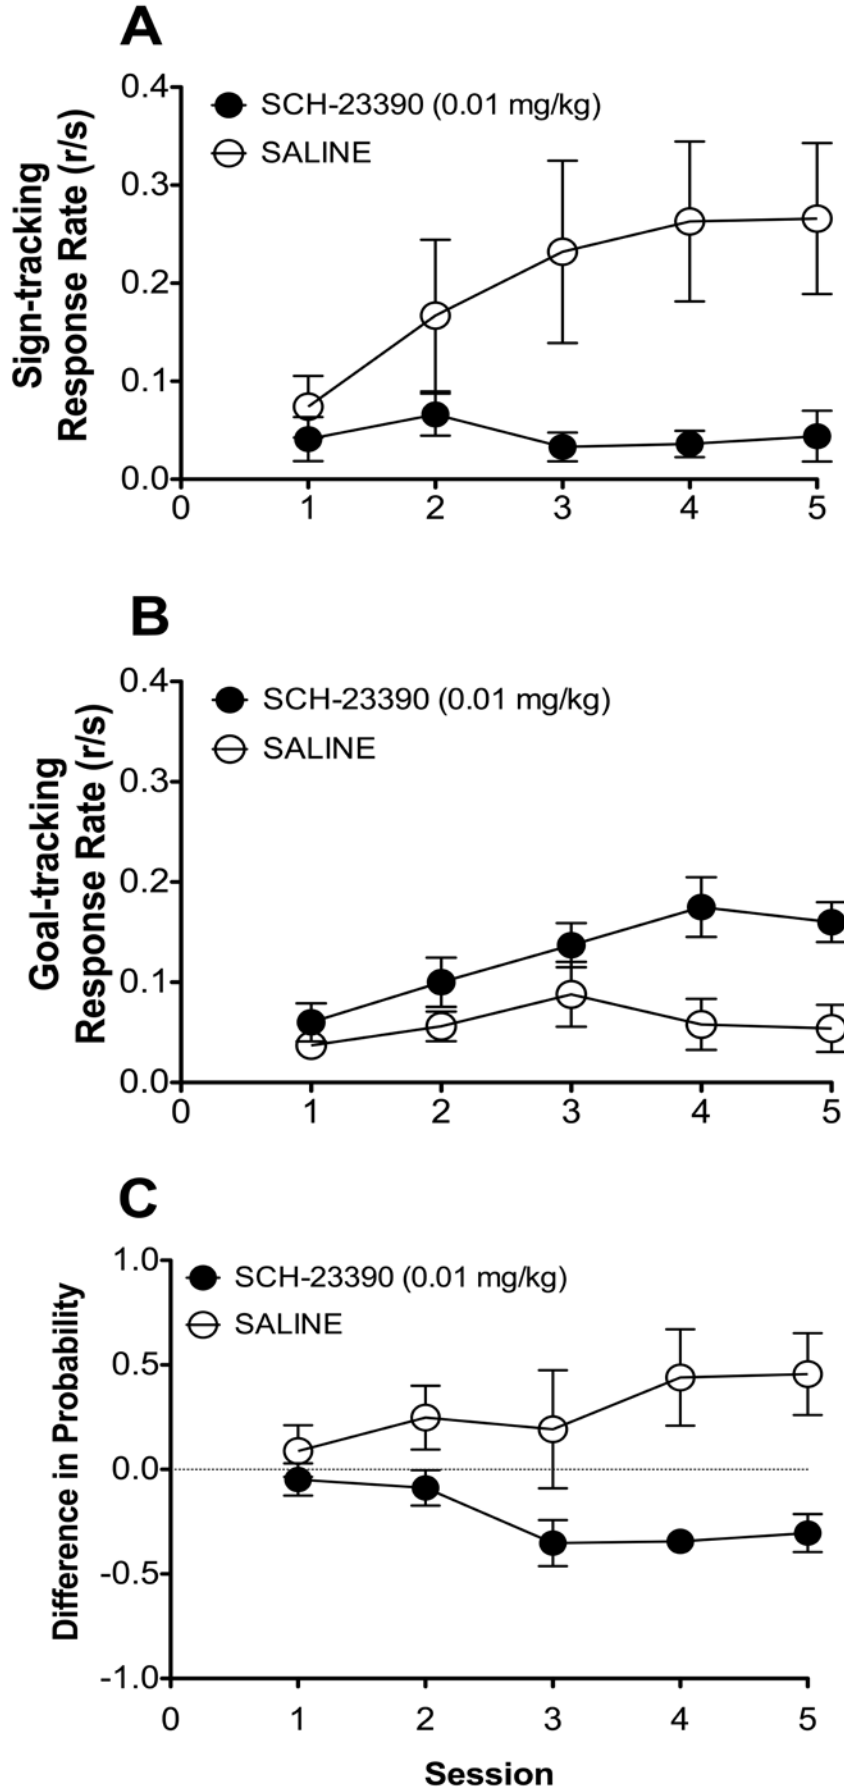 A
Sign-tracking
Response Rate (r/s)
0.4
0.3
0.2
0.1
0.0
SCH-23390 (0.01 mg/kg)
SALINE
0 1 2 3 4 5
B
Goal-tracking
Response Rate (r/s)
0.4
0.3
0.2
0.1
0.0
SCH-23390 (0.01 mg/kg)
SALINE
0 1 2 3 4 5
C
Difference in Probability
1.0
0.5
0.0
-0.5
-1.0
SCH-23390 (0.01 mg/kg)
SALINE
0 1 2 3 4 5
Session